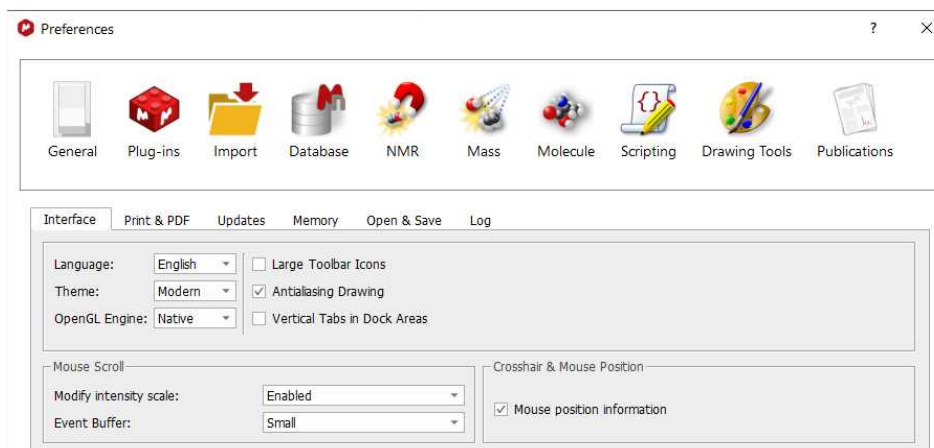 Preferences ? ×
General Plug-ins Import Database NMR Mass Molecule Scripting Drawing Tools Publications
Interface Print & PDF Updates Memory Open & Save Log
Language: English Large Toolbar Icons
Theme: Modern Antialiasing Drawing
OpenGL Engine: Native Vertical Tabs in Dock Areas
Mouse Scroll Crosshair & Mouse Position
Modify intensity scale: Enabled Mouse position information
Event Buffer: Small